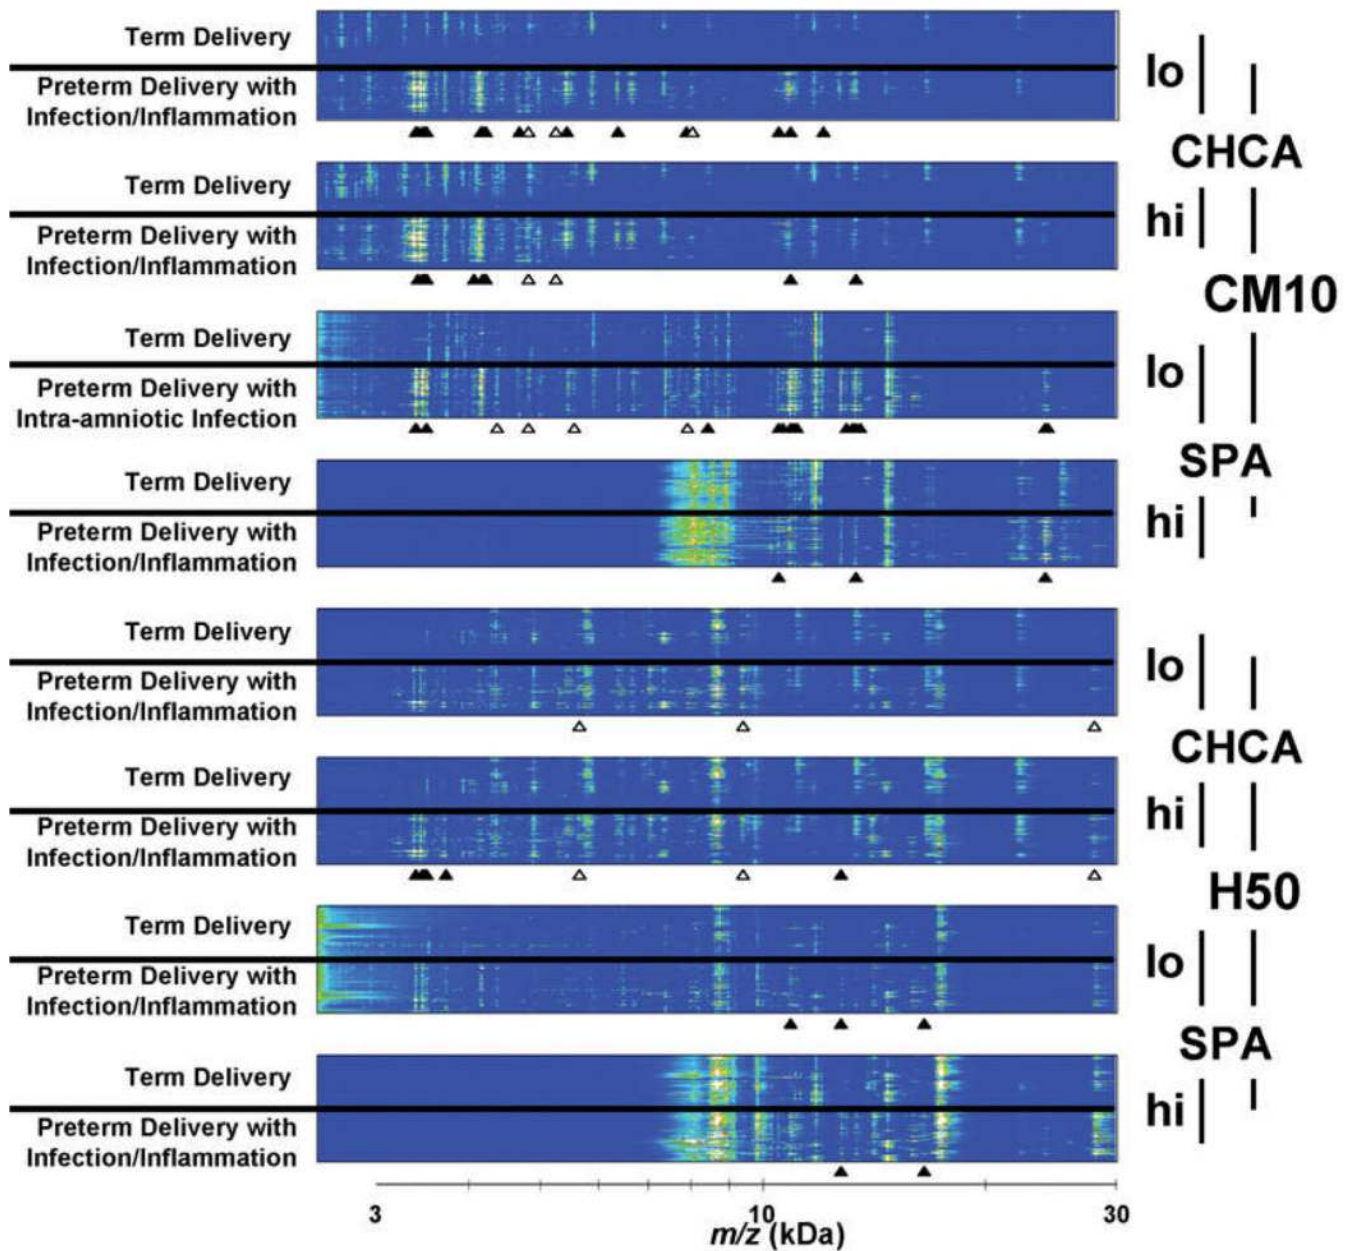 Term Delivery
Preterm Delivery with
Infection/Inflammation
lo
CHCA
Term Delivery
Preterm Delivery with
Infection/Inflammation
hi
CM10
Term Delivery
Preterm Delivery with
Intra-amniotic Infection
lo
SPA
Term Delivery
Preterm Delivery with
Infection/Inflammation
hi
Term Delivery
Preterm Delivery with
Infection/Inflammation
lo
CHCA
Term Delivery
Preterm Delivery with
Infection/Inflammation
hi
H50
Term Delivery
Preterm Delivery with
Infection/Inflammation
lo
SPA
Term Delivery
Preterm Delivery with
Infection/Inflammation
hi
3 10 30
m/z (kDa)